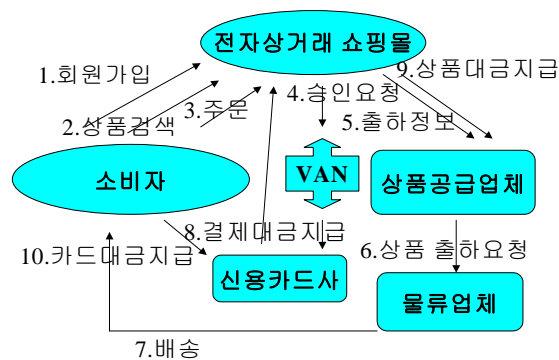 전자상거래 쇼핑몰
1.회원가입
9.상품대금지급
2.상품검색
3.주문
4.승인요청
5.출하정보
소비자
VAN
상품공급업체
8.결제대금지급
10.카드대금지급
6.상품 출하요청
신용카드사
물류업체
7.배송